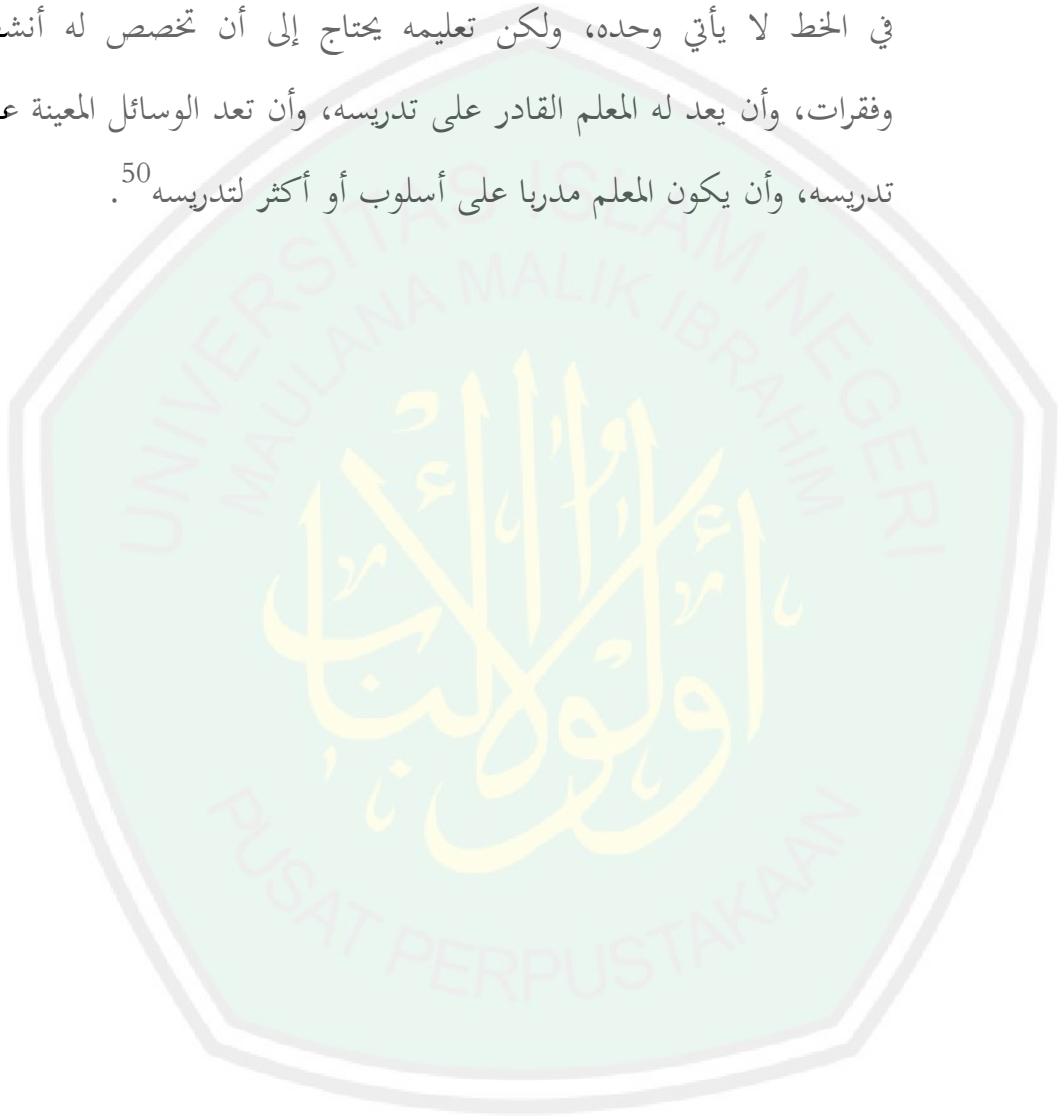 في الخط لا يأتي وحده، ولكن تعليمه يحتاج إلى أن تخصص له
وفقرات، وأن يعد له المعلم القادر على تدريسه، وأن تعد الوسائل المعينة
تدريسه، وأن يكون المعلم مدربا على أسلوب أو أكثر لتدريسه50.
UNIVERSITAS ISLAM NEGERI
MAULANA MALIK IBRAHIM
PUSAT PERPUSTAKAAN